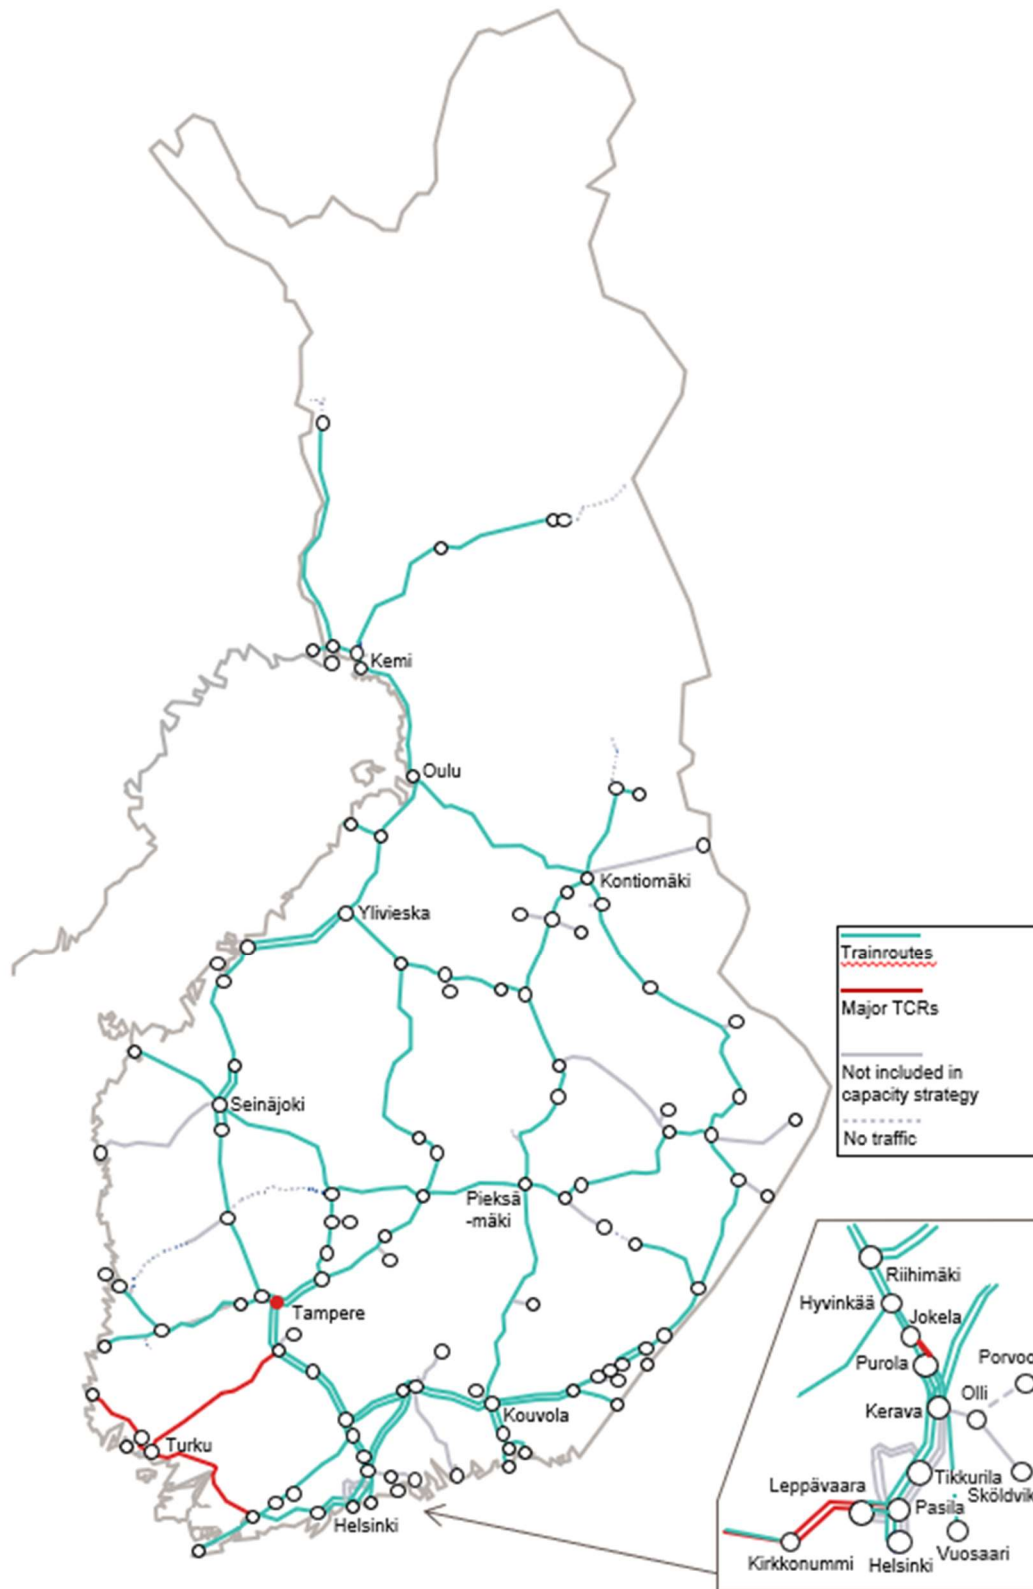 Kemi
Oulu
Kontiomäki
Ylivieska
Trainroutes
Major TCRs
Not included in
capacity strategy
No traffic
Seinäjoki
Pieksä
-mäki
Tampere
Kouvola
Turku
Helsinki
Riihimäki
Hyvinkää
Jokela
Purola
Porvoo
Olli
Kerava
Tikkurila
Leppävaara
Sköldvik
Pasila
Kirkkonummi
Helsinki
Vuosaari